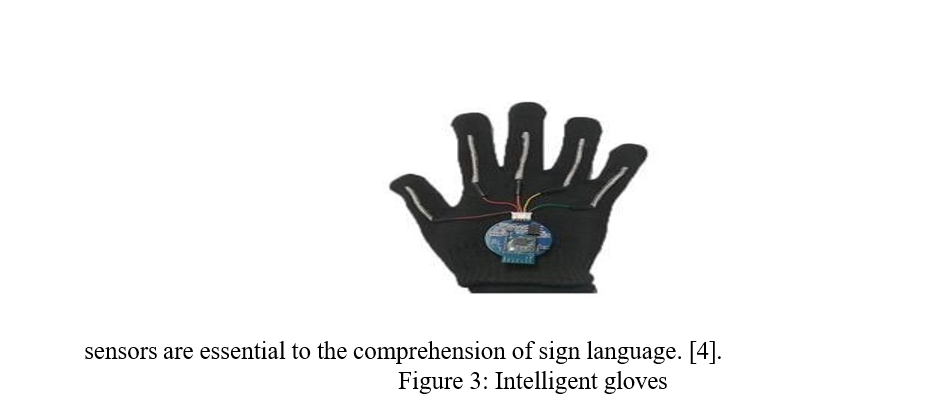 sensors are essential to the comprehension of sign language. [4].
Figure 3: Intelligent gloves